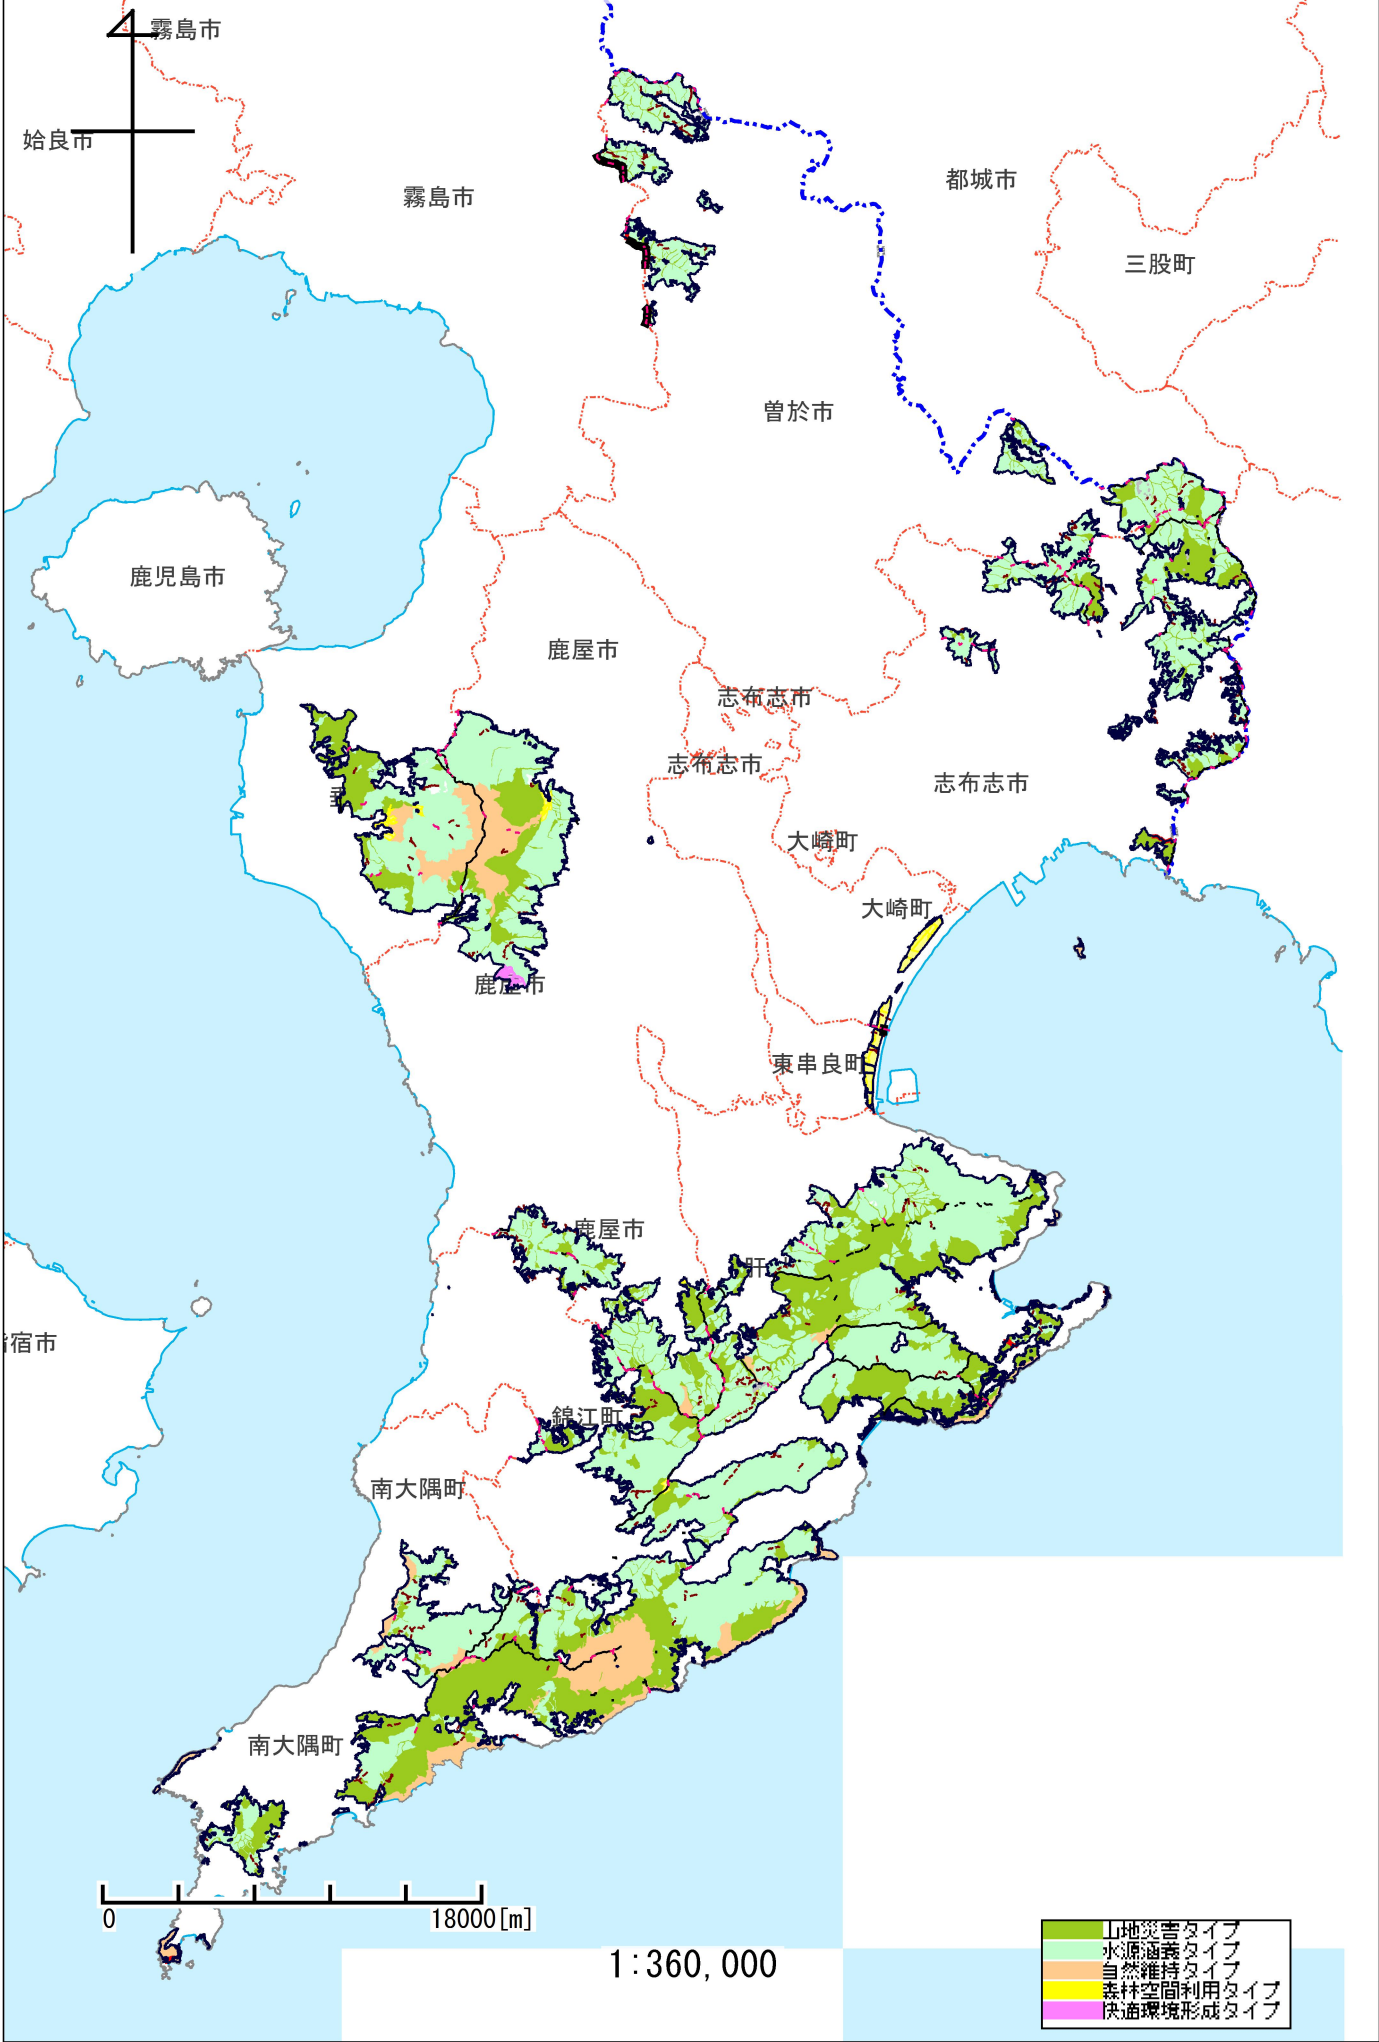 霧島市
姶良市
霧島市
都城市
三股町
曽於市
鹿児島市
鹿屋市
志布志市
志布志市
志布志市
大崎町
大崎町
鹿屋市
東串良町
鹿屋市
肝
宿市
錦江町
南大隅町
南大隅町
0 18000[m]
1:360,000
山地災害タイプ
水源涵養タイプ
自然維持タイプ
森林空間利用タイプ
快適環境形成タイプ